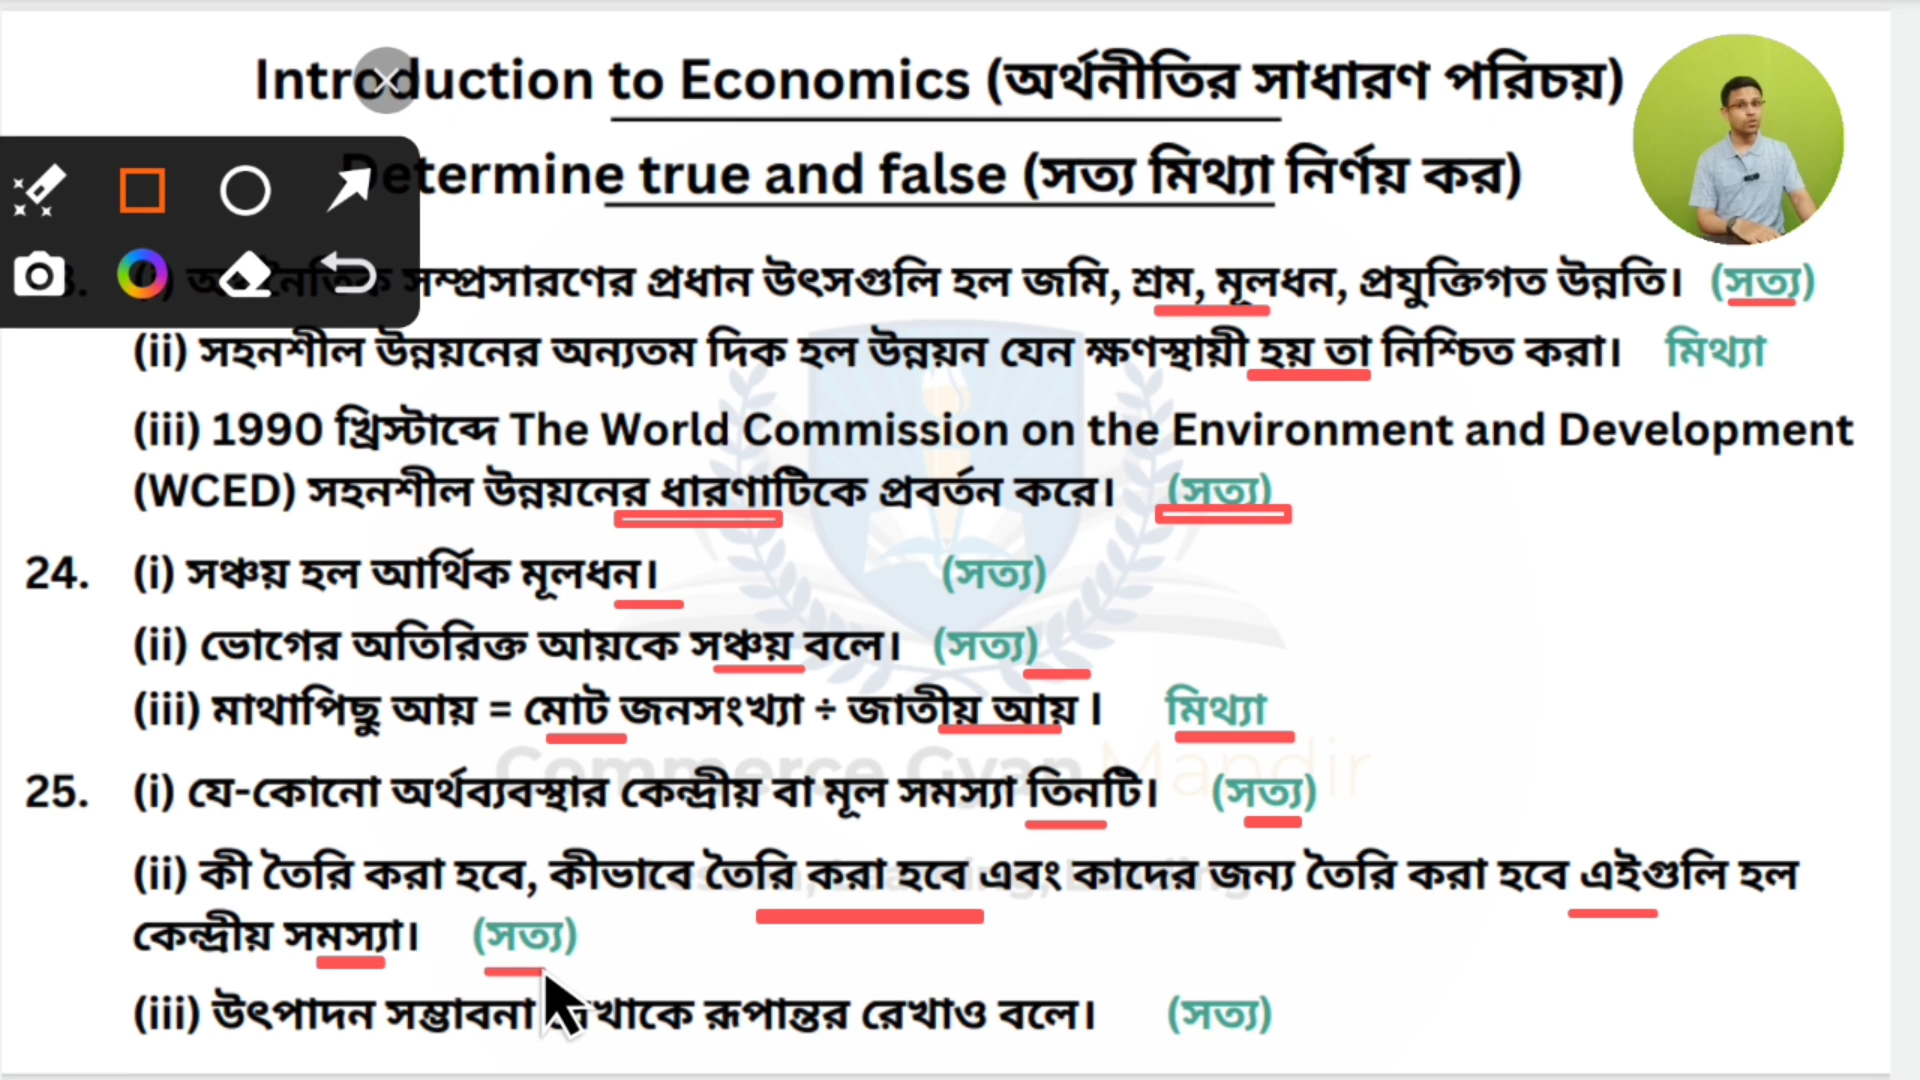 Introduction to Economics (অর্থনীতির সাধারণ পরিচয়)
Determine true and false (সত্য মিথ্যা নির্ণয় কর)
সম্প্রসারণের প্রধান উৎসগুলি হল জমি, শ্রম, মূলধন, প্রযুক্তিগত উন্নতি। (সত্য)
(ii) সহনশীল উন্নয়নের অন্যতম দিক হল উন্নয়ন যেন ক্ষণস্থায়ী হয় তা নিশ্চিত করা। মিথ্যা
(iii) 1990 খ্রিস্টাব্দে The World Commission on the Environment and Development
(WCED) সহনশীল উন্নয়নের ধারণাটিকে প্রবর্তন করে। (সত্য)
24. (i) সঞ্চয় হল আর্থিক মূলধন। (সত্য)
(ii) ভোগের অতিরিক্ত আয়কে সঞ্চয় বলে। (সত্য)
(iii) মাথাপিছু আয় = মোট জনসংখ্যা ÷ জাতীয় আয়। মিথ্যা
Commerce Gyan Mandir
25. (i) যে-কোনো অর্থব্যবস্থার কেন্দ্রীয় বা মূল সমস্যা তিনটি। (সত্য)
(ii) কী তৈরি করা হবে, কীভাবে তৈরি করা হবে এবং কাদের জন্য তৈরি করা হবে এইগুলি হল
কেন্দ্রীয় সমস্যা। (সত্য)
(iii) উৎপাদন সম্ভাবনা রেখাকে রূপান্তর রেখাও বলে। (সত্য)